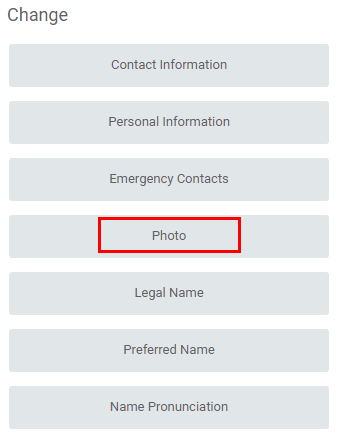 Change
Contact Information
Personal Information
Emergency Contacts
Photo
Legal Name
Preferred Name
Name Pronunciation